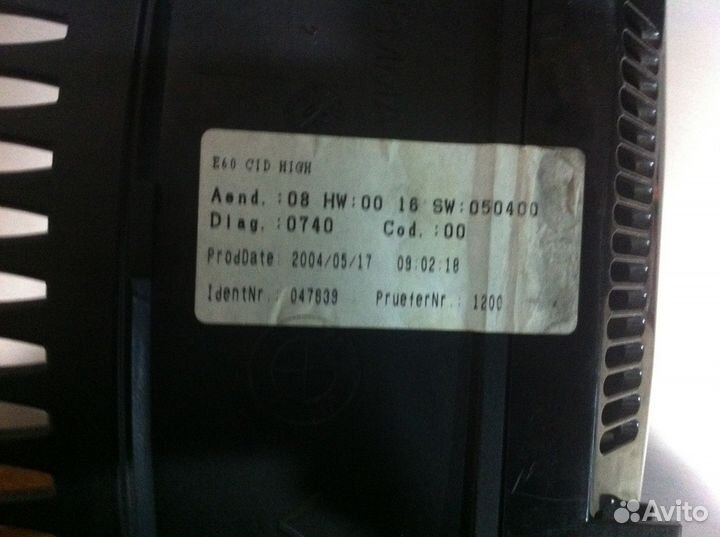 E60 CID HIGH
Aend.:08 HW:00 16 SW:050400
Diag.:0740 Cod.:00
ProdDate: 2004/05/17 09:02:18
IdentNr.: 047639 PrueferNr.: 1200
Avito